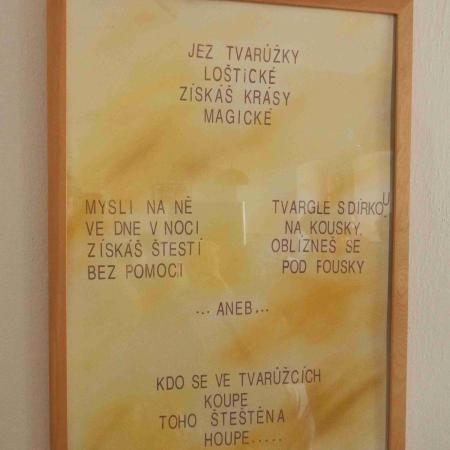 JEZ TVARŮŽKY
LOŠTICKÉ
ZÍSKÁŠ KRÁSY
MAGICKÉ
MYSLI NA NĚ
VE DNE V NOCI
ZÍSKÁŠ ŠTESTÍ
BEZ POMOCI
TVARGLE S DÍRKOU
NA KOUSKY.
OBLÍZNEŠ SE
POD FOUSKY
... ANEB...
KDO SE VE TVARŮŽCÍCH
KOUPE
TOHO ŠTEŠTĚNA
HOUPE.....